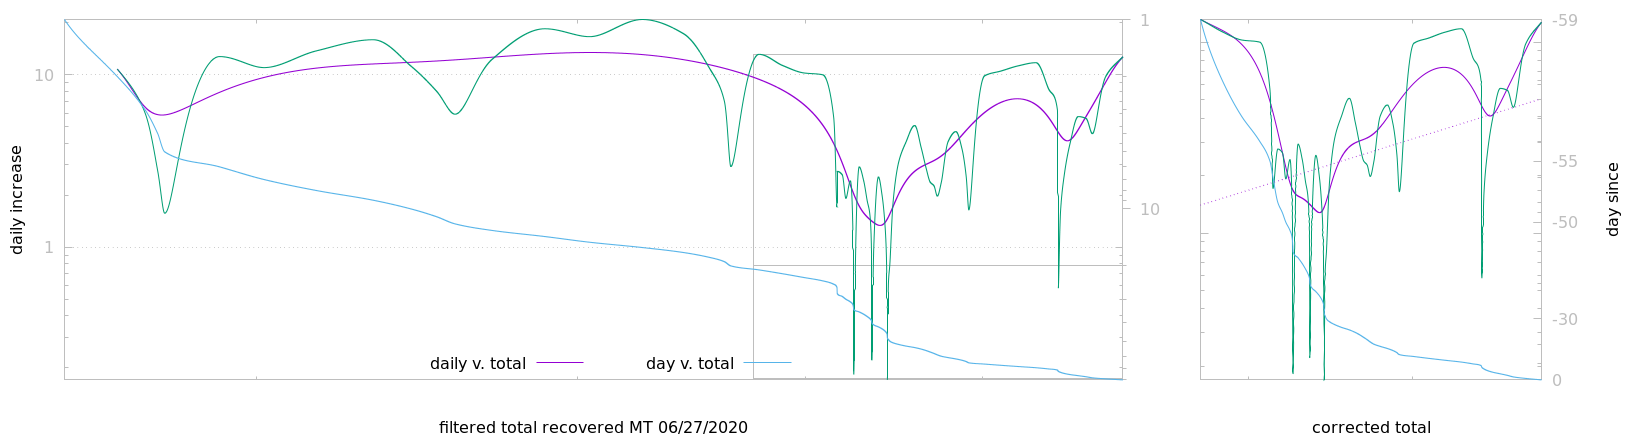 daily increase
10
1
daily v. total
day v. total
filtered total recovered MT 06/27/2020
1
10
corrected total
-59
-55
-50
-30
0
day since